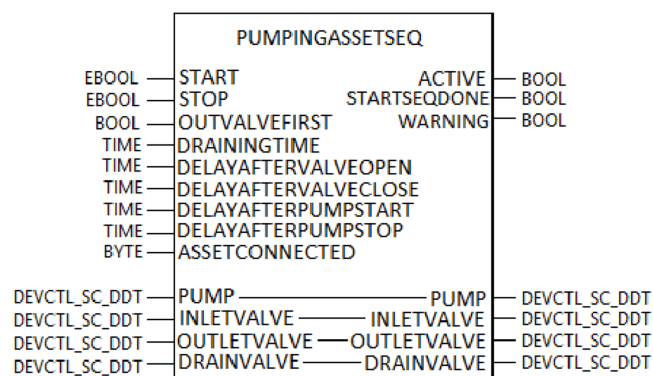 PUMPINGASSETSEQ
EBOOL START ACTIVE BOOL
EBOOL STOP STARTSEQDONE BOOL
BOOL OUTVALVEFIRST WARNING BOOL
TIME DRAININGTIME
TIME DELAYAFTERVALVEOPEN
TIME DELAYAFTERVALVECLOSE
TIME DELAYAFTERPUMPSTART
TIME DELAYAFTERPUMPSTOP
BYTE ASSETCONNECTED
DEVCTL_SC_DDT PUMP PUMP DEVCTL_SC_DDT
DEVCTL_SC_DDT INLETVALVE INLETVALVE DEVCTL_SC_DDT
DEVCTL_SC_DDT OUTLETVALVE OUTLETVALVE DEVCTL_SC_DDT
DEVCTL_SC_DDT DRAINVALVE DRAINVALVE DEVCTL_SC_DDT